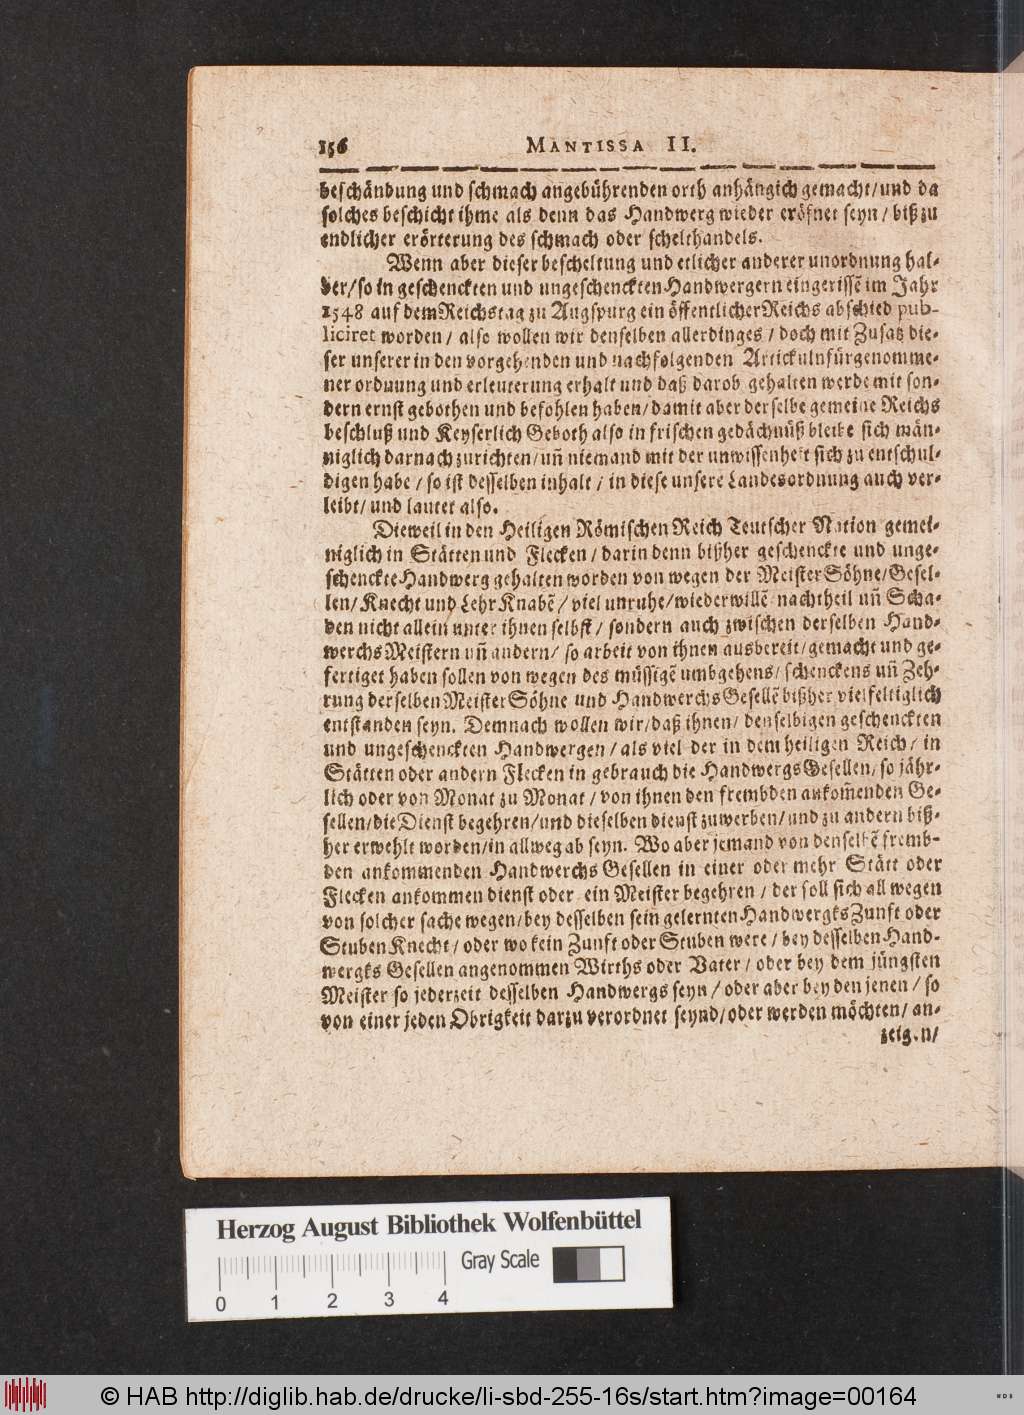 156 MANTISSA II.
beschändung und schmach angebührenden orth anhängich gemacht/und da
solches beschicht ihme als denn das Handwerg wieder eröfnet seyn / biß zu
endlicher erörterung des schmach oder schelthandels.
Wenn aber dieser bescheltung und etlicher anderer unordnung hal-
ber/so in geschenckten und ungeschenckten Handwergern eingerissẽ im Jahr
1548 auf dem Reichstag zu Augspurg ein öffentlicher Reichs abschied pub-
liciret worden / also wollen wir denselben allerdinges / doch mit Zusatz die-
ser unserer in den vorgehenden und nachfolgenden Artickuln fürgenomme-
ner ordnung und erleuterung erhalt und daß darob gehalten werde mit son-
dern ernst gebothen und befohlen haben/damit aber derselbe gemeine Reichs
beschluß und Keyserlich Geboth also in frischen gedächnüß bleibe sich män-
niglich darnach zurichten/uñ niemand mit der unwissenheit sich zu entschul-
digen habe / so ist desselben inhalt / in diese unsere Landesordnung auch ver-
leibt/ und lautet also.
Dieweil in den Heiligen Römischen Reich Teutscher Nation gemei-
niglich in Stätten und Flecken / darin denn bißher geschenckte und unge-
schenckte Handwerg gehalten worden von wegen der Meister Söhne/Gesel-
len/ Knecht und Lehr Knabẽ / viel unruhe/wiederwillẽ nachtheil uñ Scha-
den nicht allein unter ihnen selbst / sondern auch zwischen derselben Hand-
werchs Meistern uñ andern/ so arbeit von ihnen ausbereit/gemacht und ge-
fertiget haben sollen von wegen des müssigẽ umbgehens/ schenckens uñ Zeh-
rung derselben Meister Söhne und Handwerchs Gesellẽ bißher vielfeltiglich
entstanden seyn. Demnach wollen wir/daß ihnen/ denselbigen geschenckten
und ungeschenckten Handwergen / als viel der in dem heiligen Reich / in
Stätten oder andern Flecken in gebrauch die Handwergs Gesellen/ so jähr-
lich oder von Monat zu Monat / von ihnen den frembden ankom̃enden Ge-
sellen/die Dienst begehren/und dieselben dienst zuwerben/und zu andern biß-
her erwehlt worden/in allweg ab seyn. Wo aber jemand von denselbẽ fremb-
den ankommenden Handwerchs Gesellen in einer oder mehr Stätt oder
Flecken ankommen dienst oder ein Meister begehren / der soll sich all wegen
von solcher sache wegen/bey desselben sein gelernten Handwergks Zunft oder
Stuben Knecht / oder wo kein Zunft oder Stuben were / bey desselben Hand-
wergks Gesellen angenommen Wirths oder Vater / oder bey dem jüngsten
Meister so jederzeit desselben Handwergs seyn / oder aber bey den jenen / so
von einer jeden Obrigkeit darzu verordnet seynd/oder werden möchten/ an-
zeigen/
Herzog August Bibliothek Wolfenbüttel
Gray Scale
0 1 2 3 4
© HAB http://diglib.hab.de/drucke/li-sbd-255-16s/start.htm?image=00164
WDB